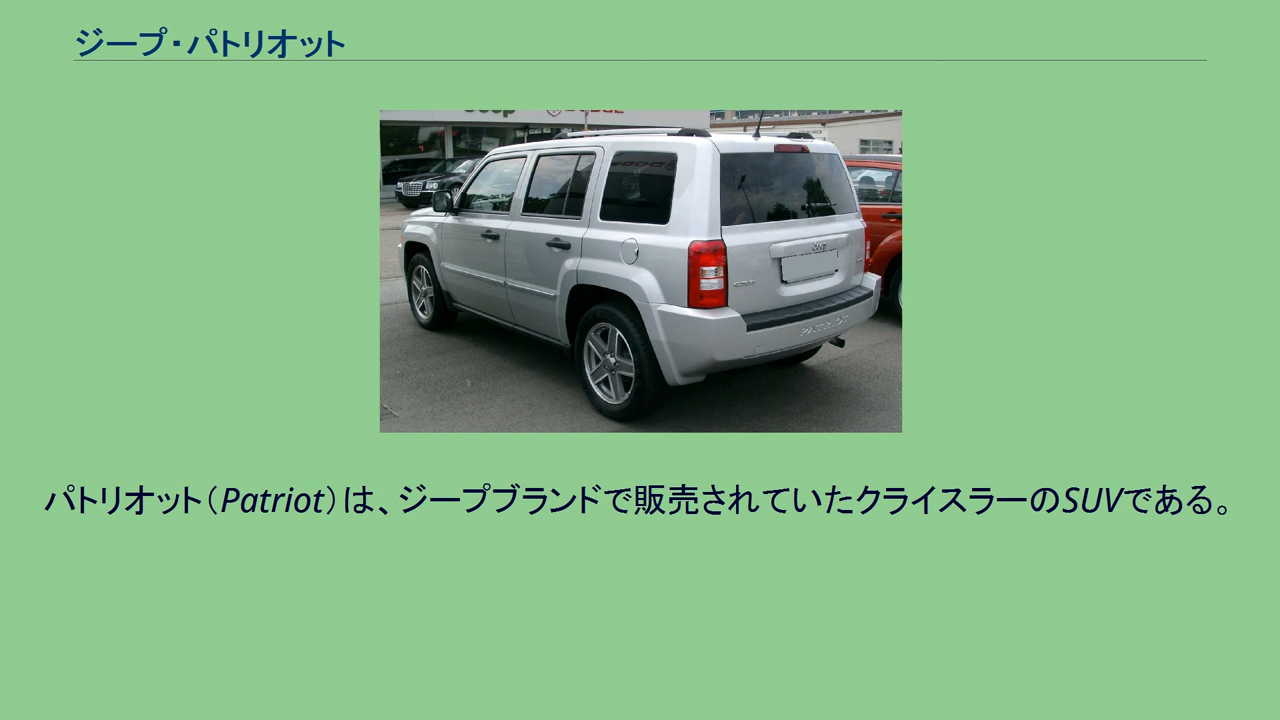 ジープ・パトリオット
Jeep
PATRIOT
パトリオット（Patriot）は、ジープブランドで販売されていたクライスラーのSUVである。